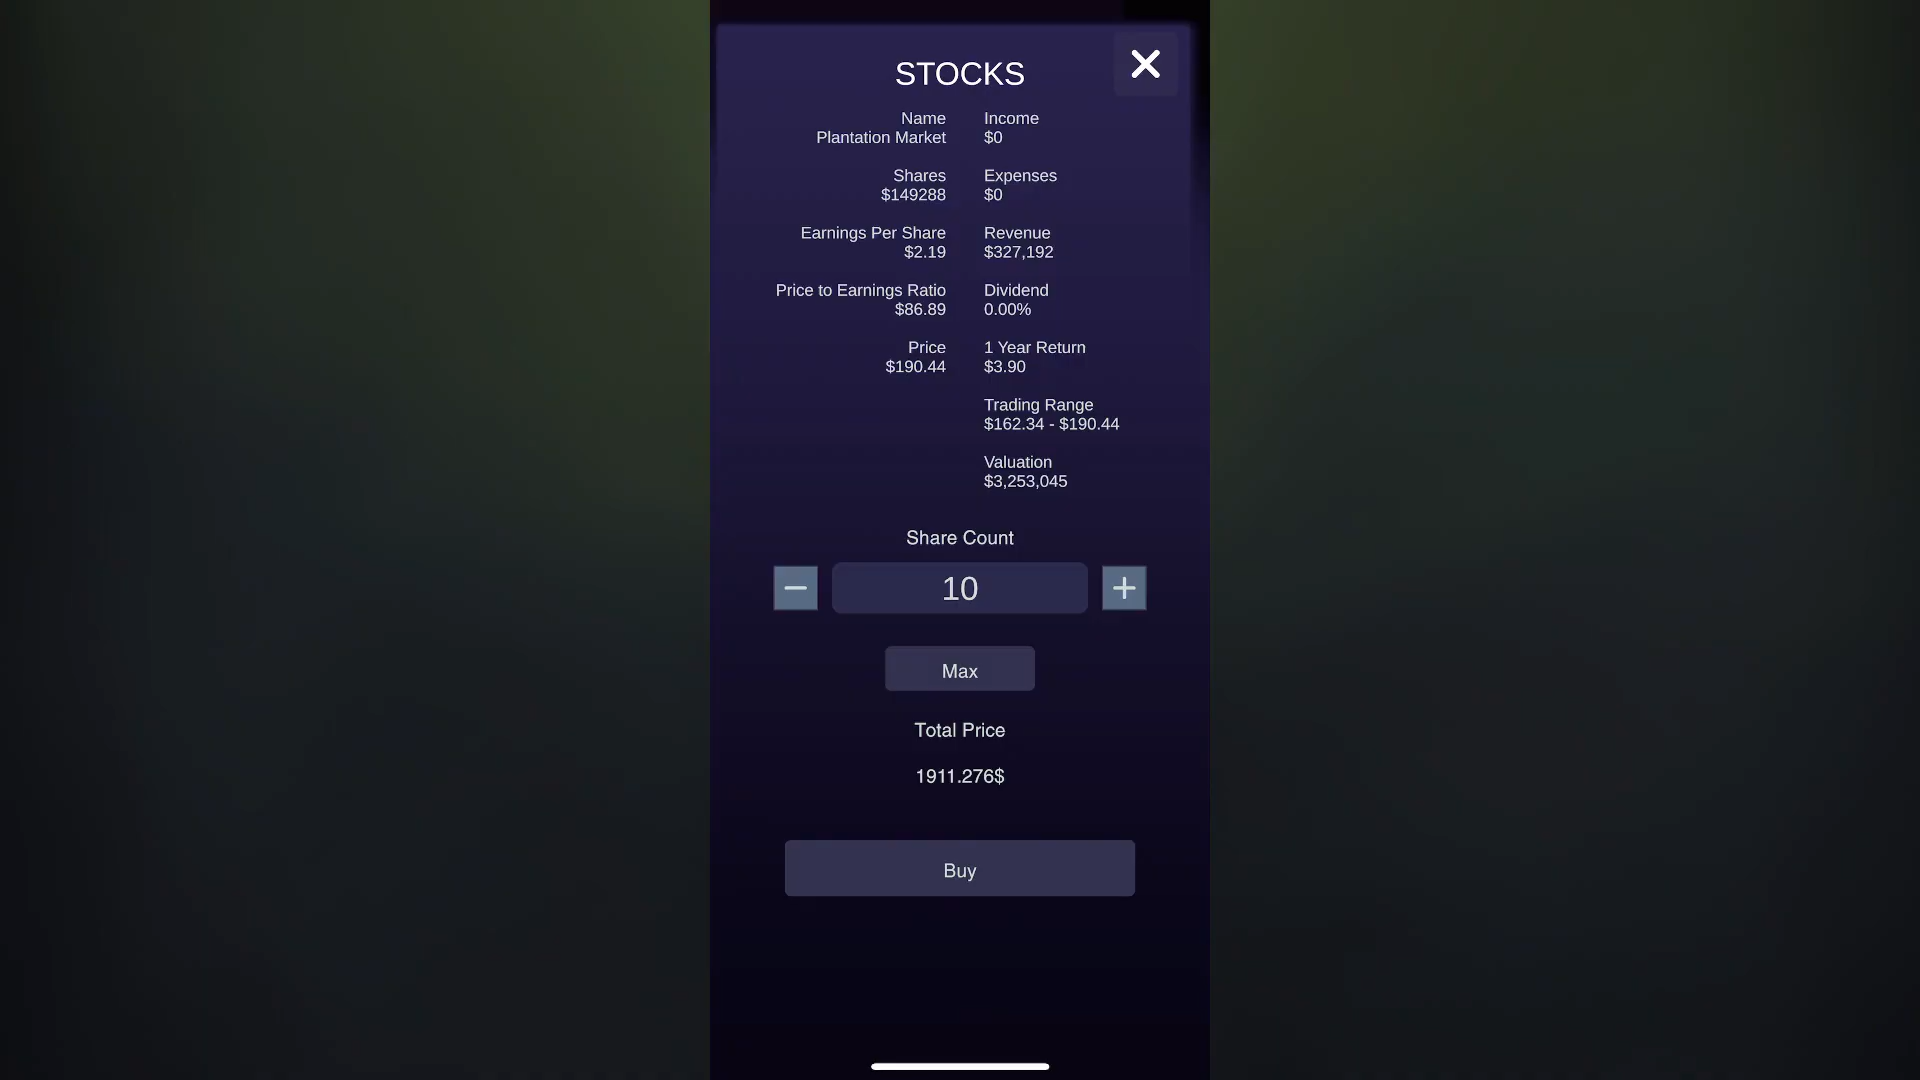 STOCKS
Name
Plantation Market
Shares
$149288
Earnings Per Share
$2.19
Price to Earnings Ratio
$86.89
Price
$190.44
Income
$0
Expenses
$0
Revenue
$327,192
Dividend
0.00%
1 Year Return
$3.90
Trading Range
$162.34 - $190.44
Valuation
$3,253,045
Share Count
10
Max
Total Price
1911.276$
Buy